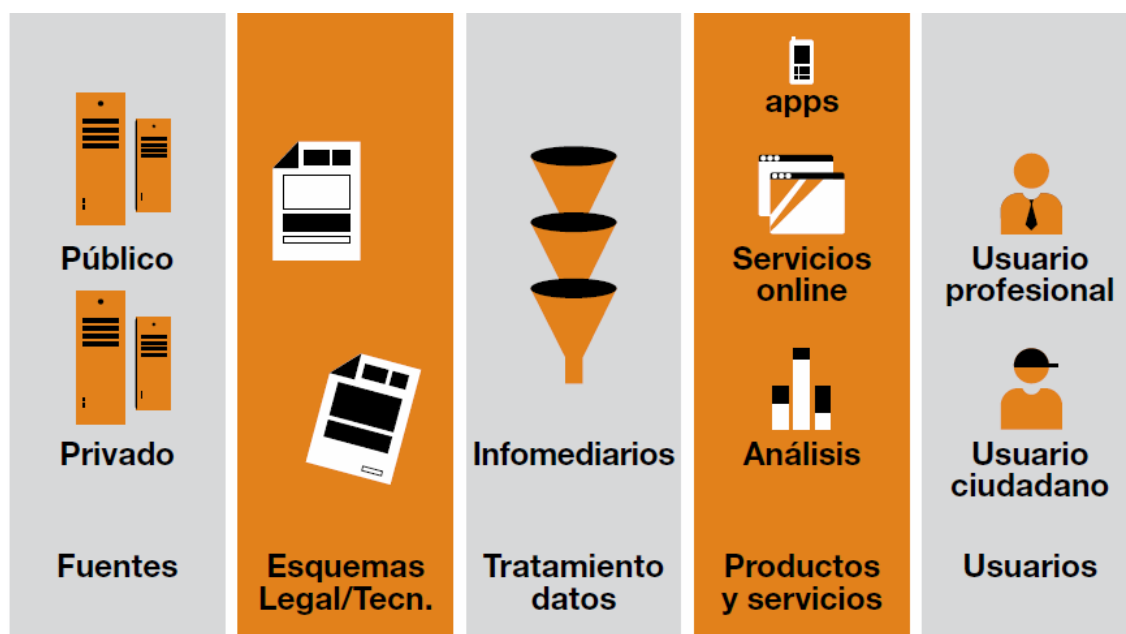 Público
Privado
Fuentes
Esquemas
Legal/Tecn.
Infomediarios
Tratamiento
datos
apps
Servicios
online
Análisis
Productos
y servicios
Usuario
profesional
Usuario
ciudadano
Usuarios